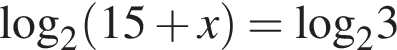 log₂(15 + x) = log₂3